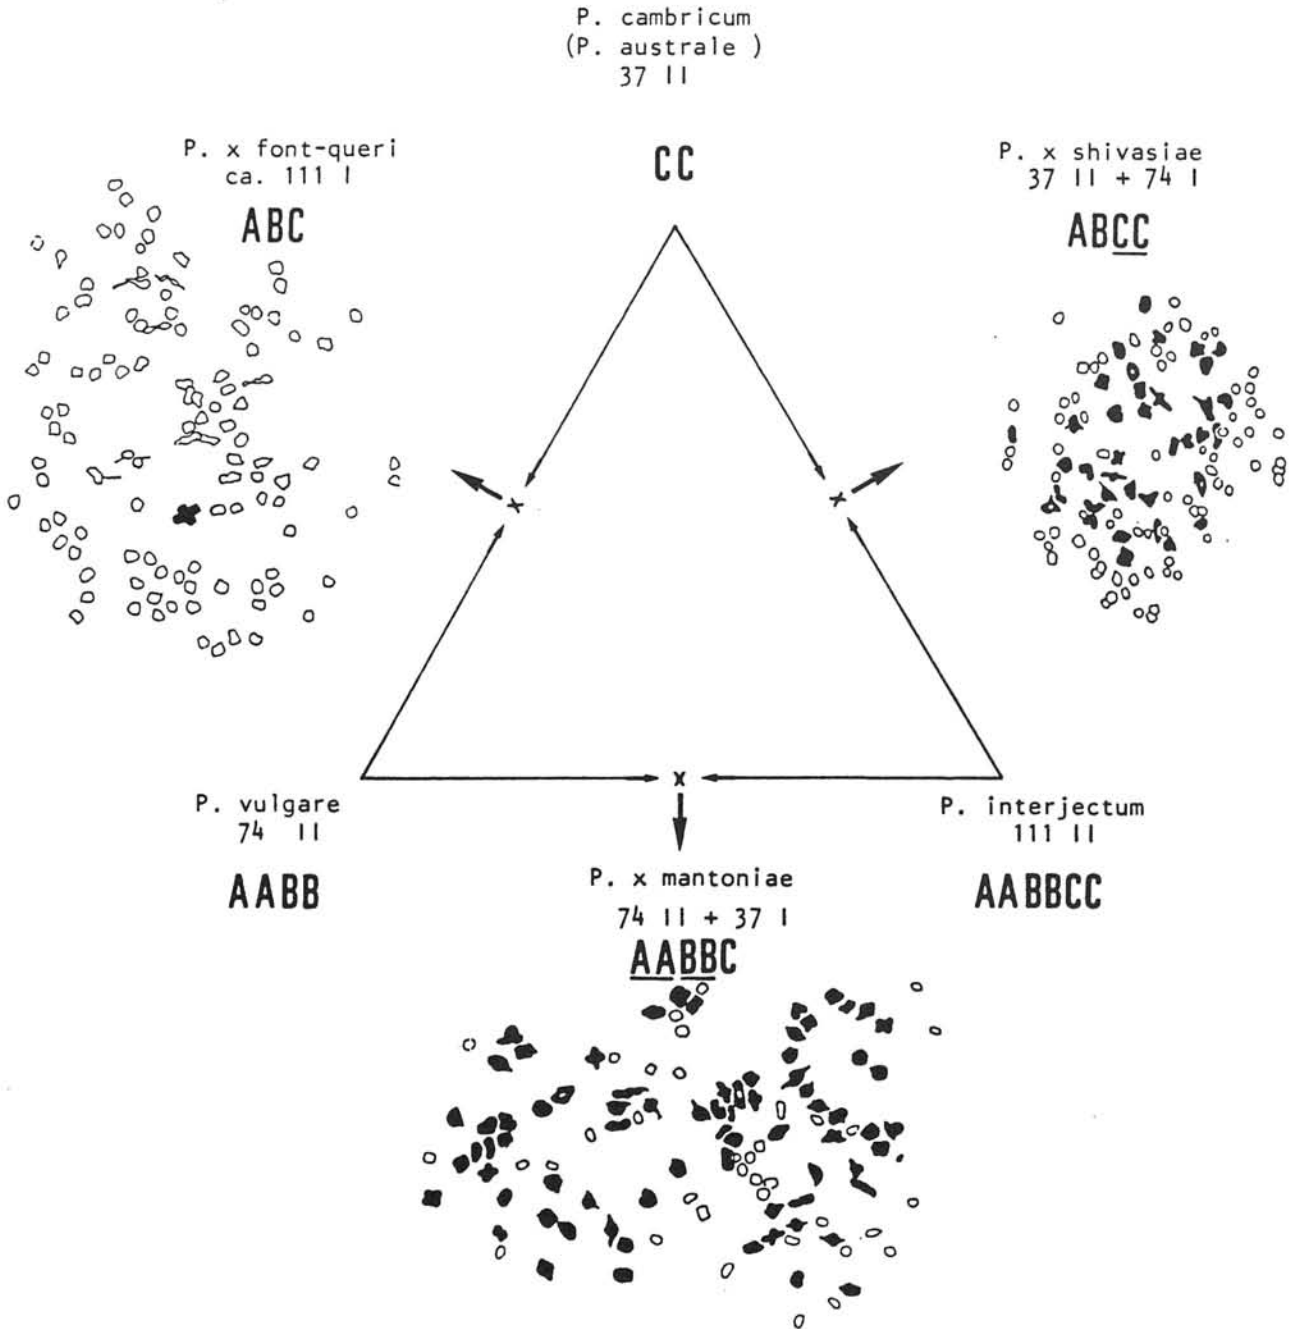 P. cambricum
(P. australe )
37 II
CC
P. x font-queri
ca. 111 I
ABC
P. x shivasiae
37 II + 74 I
ABCC
x
x
x
P. vulgare
74 II
AABB
P. interjectum
111 II
AABBCC
P. x mantoniae
74 II + 37 I
AABBC